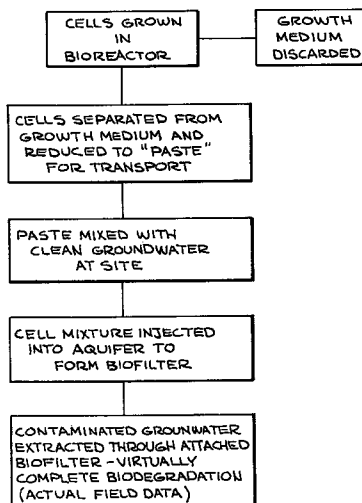 CELLS GROWN
IN
BIOREACTOR
GROWTH
MEDIUM
DISCARDED
CELLS SEPARATED FROM
GROWTH MEDIUM AND
REDUCED TO "PASTE"
FOR TRANSPORT
PASTE MIXED WITH
CLEAN GROUNDWATER
AT SITE
CELL MIXTURE INJECTED
INTO AQUIFER TO
FORM BIOFILTER
CONTAMINATED GROUNWATER
EXTRACTED THROUGH ATTACHED
BIOFILTER - VIRTUALLY
COMPLETE BIODEGRADATION
(ACTUAL FIELD DATA)